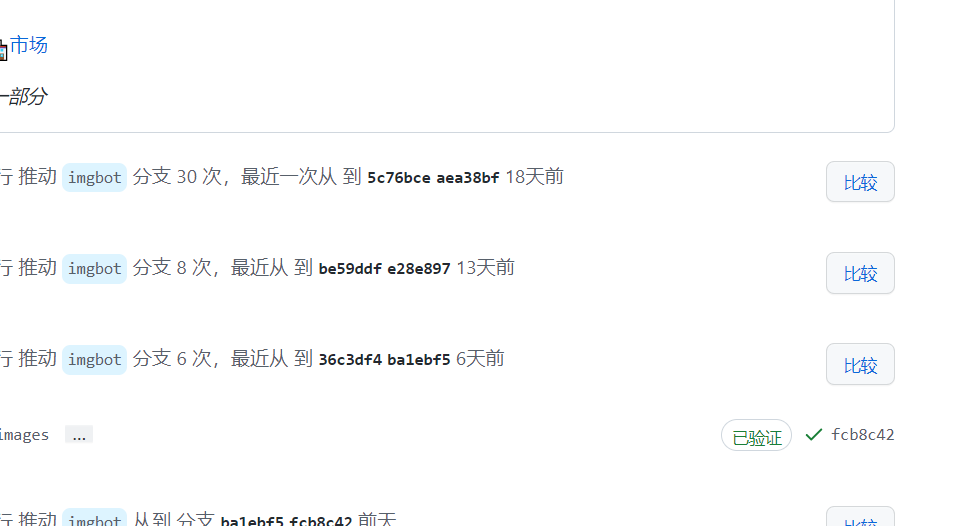 市场
一部分
行 推动 imgbot 分支 30 次，最近一次从 到 5c76bce aea38bf 18天前
比较
行 推动 imgbot 分支 8 次，最近从 到 be59ddf e28e897 13天前
比较
行 推动 imgbot 分支 6 次，最近从 到 36c3df4 ba1ebf5 6天前
比较
images ... 已验证 fcb8c42
行 推动 imgbot 从到 分支 ba1ebf5 fcb8c42 前天
比较